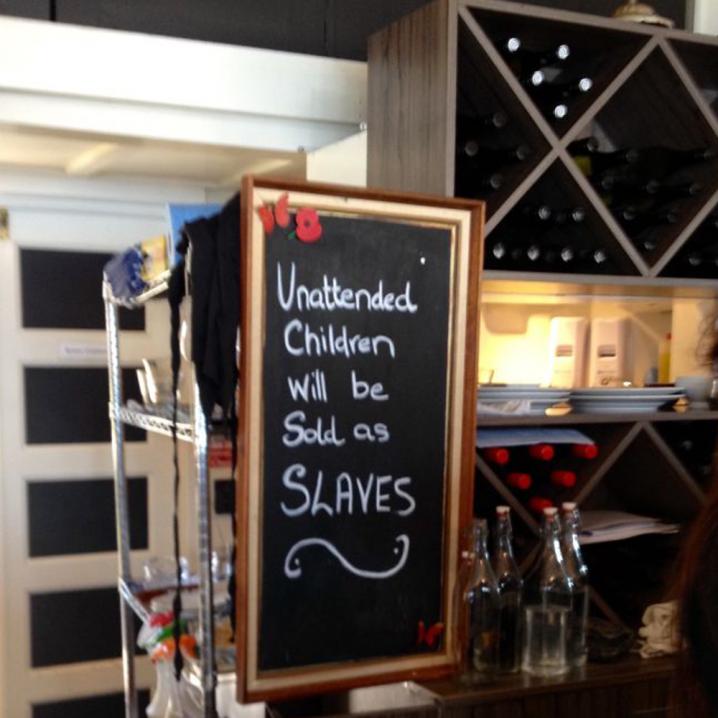 Unattended
Children
will be
Sold as
SLAVES